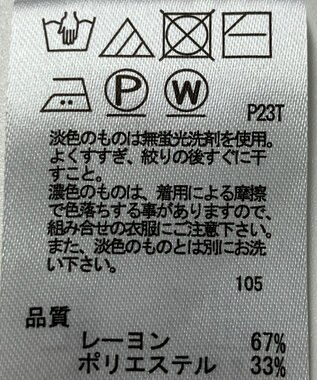 P
W
P23T
淡色のものは無蛍光洗剤を使用。
よくすすぎ、絞りの後すぐに干
すこと。
濃色のものは、着用による摩擦
で色落ちする事がありますので、
組み合せの衣服にご注意下さい。
また、淡色のものとは別にお洗
い下さい。
105
品質
レーヨン 67%
ポリエステル 33%